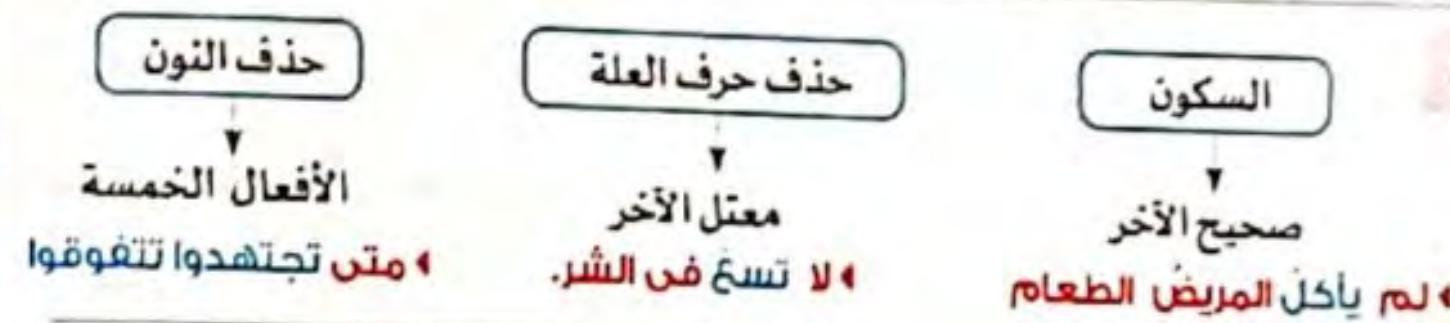 السكون
صحيح الآخر
لم يأكلْ المريضُ الطعام
حذف حرف العلة
معتل الآخر
لا تسعَ فى الشر.
حذف النون
الأفعال الخمسة
متى تجتهدوا تتفوقوا